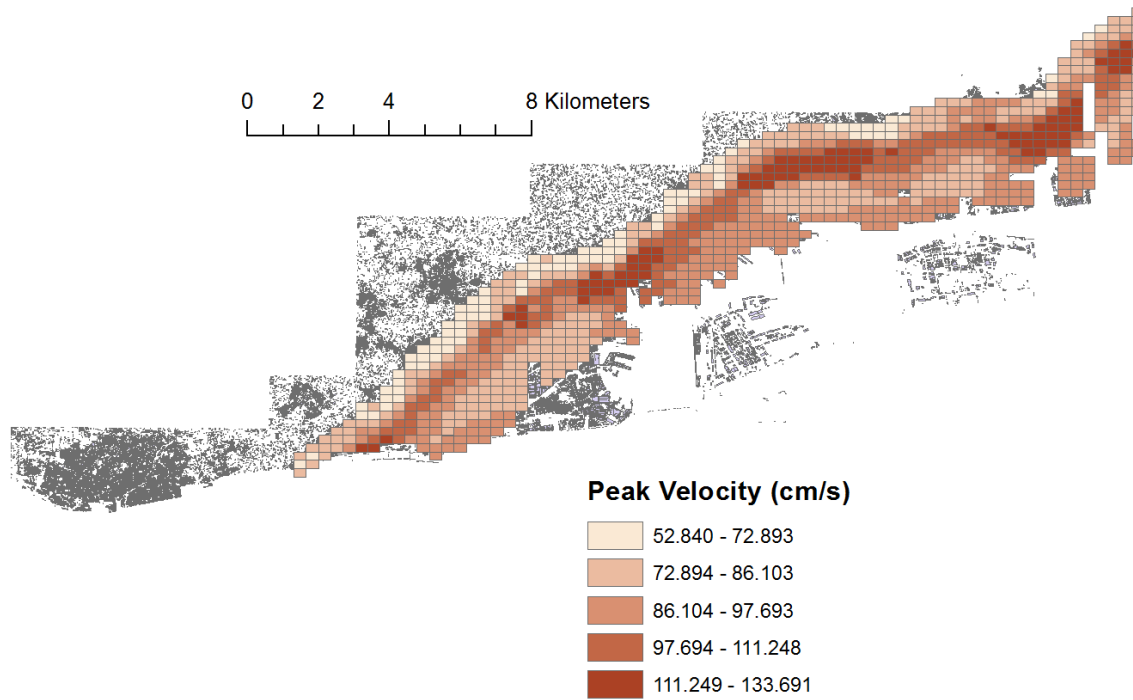 0 2 4 8 Kilometers
Peak Velocity (cm/s)
52.840 - 72.893
72.894 - 86.103
86.104 - 97.693
97.694 - 111.248
111.249 - 133.691